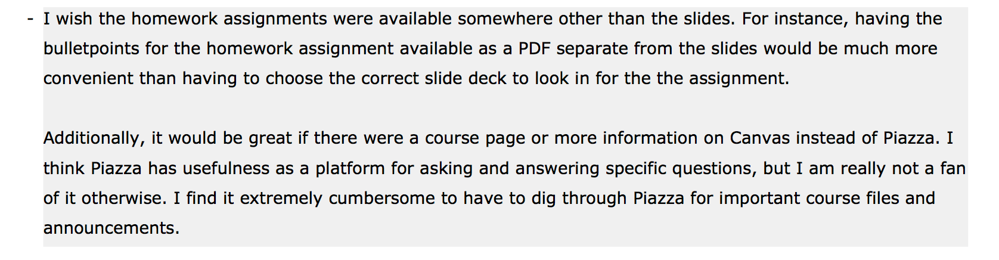 - I wish the homework assignments were available somewhere other than the slides. For instance, having the
bulletpoints for the homework assignment available as a PDF separate from the slides would be much more
convenient than having to choose the correct slide deck to look in for the the assignment.
Additionally, it would be great if there were a course page or more information on Canvas instead of Piazza. I
think Piazza has usefulness as a platform for asking and answering specific questions, but I am really not a fan
of it otherwise. I find it extremely cumbersome to have to dig through Piazza for important course files and
announcements.